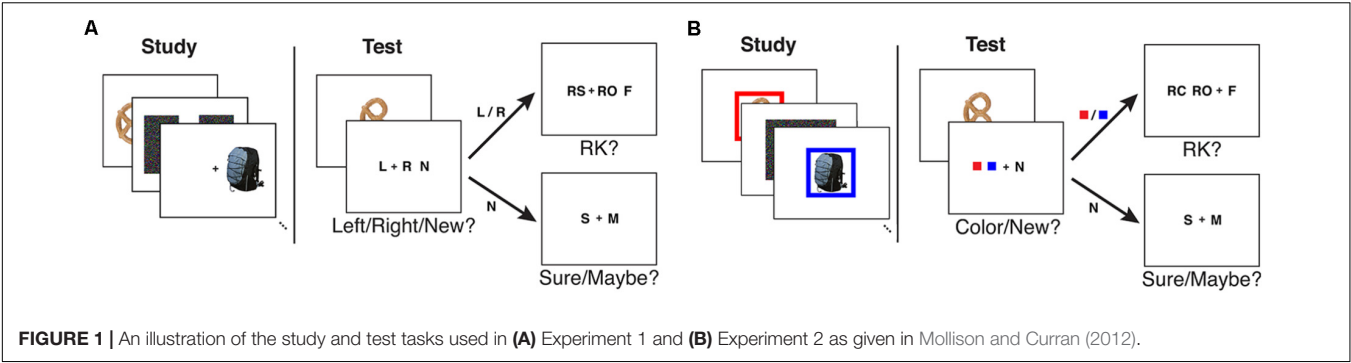 A
Study
Test
+
L + R N
Left/Right/New?
L / R
N
RS + RO F
RK?
S + M
Sure/Maybe?
B
Study
Test
+ N
Color/New?
/
N
RC RO + F
RK?
S + M
Sure/Maybe?
FIGURE 1 | An illustration of the study and test tasks used in (A) Experiment 1 and (B) Experiment 2 as given in Mollison and Curran (2012).